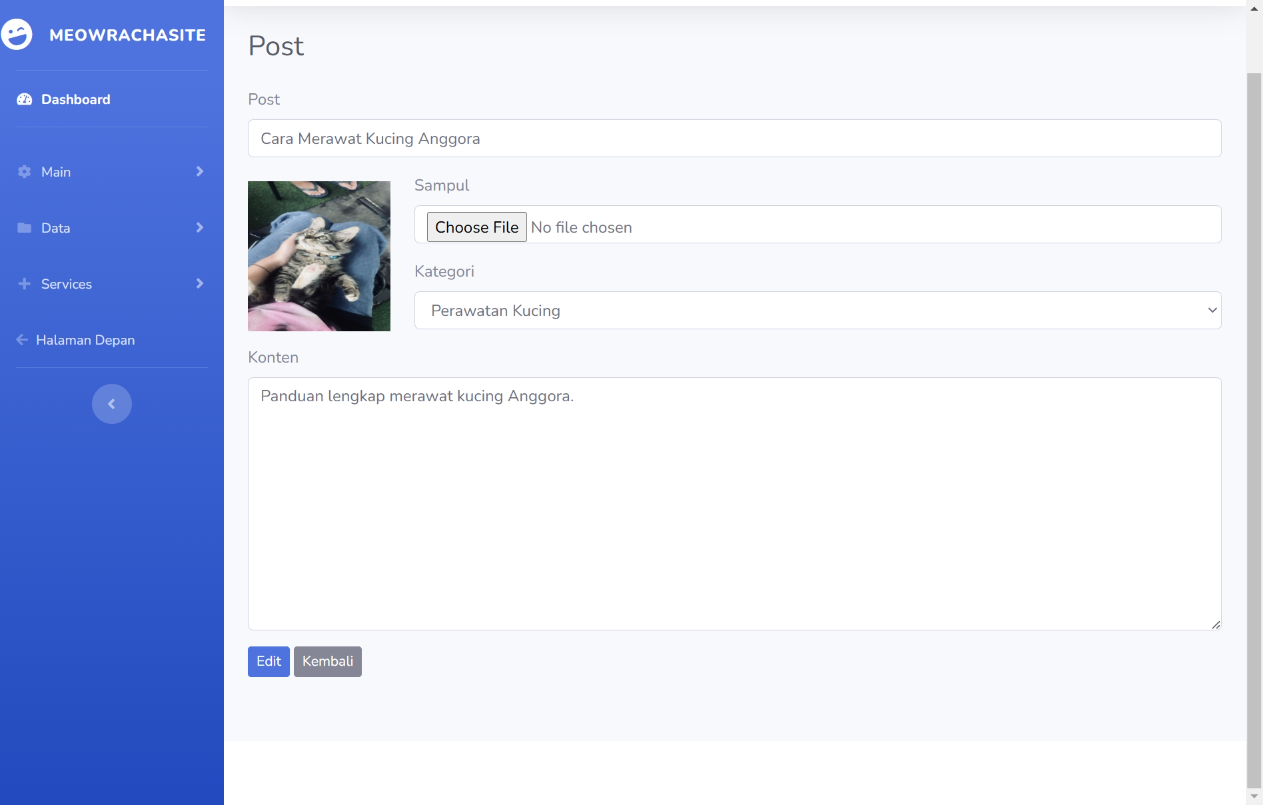 MEOWRACHASITE
Dashboard
Main
Data
Services
Halaman Depan
Post
Post
Cara Merawat Kucing Anggora
Sampul
Choose File No file chosen
Kategori
Perawatan Kucing
Konten
Panduan lengkap merawat kucing Anggora.
Edit Kembali